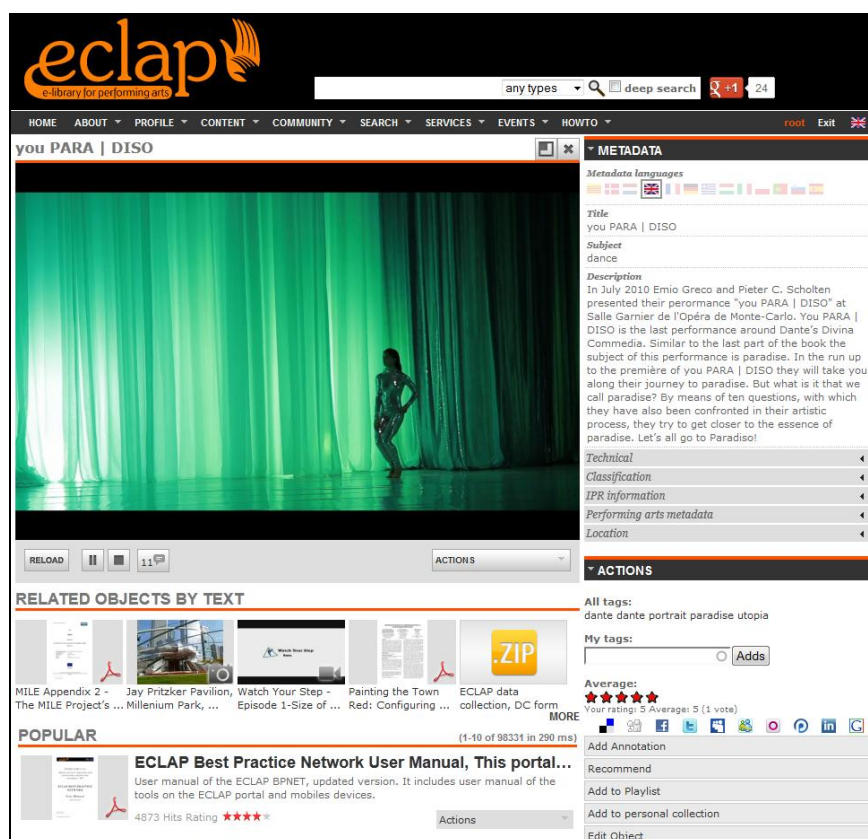 eclap
e-library for performing arts
any types
deep search
+1
24
HOME ABOUT PROFILE CONTENT COMMUNITY SEARCH SERVICES EVENTS HOWTO root Exit
you PARA | DISO
METADATA
Metadata languages
Title
you PARA | DISO
Subject
dance
Description
In July 2010 Emio Greco and Pieter C. Scholten
presented their perormance "you PARA | DISO" at
Salle Garnier de l'Opéra de Monte-Carlo. You PARA |
DISO is the last performance around Dante's Divina
Commedia. Similar to the last part of the book the
subject of this performance is paradise. In the run up
to the première of you PARA | DISO they will take you
along their journey to paradise. But what is it that we
call paradise? By means of ten questions, with which
they have also been confronted in their artistic
process, they try to get closer to the essence of
paradise. Let's all go to Paradiso!
Technical
Classification
IPR information
Performing arts metadata
Location
RELOAD
11
ACTIONS
ACTIONS
All tags:
dante dante portrait paradise utopia
My tags:
Adds
Average:
Your rating: 5 Average: 5 (1 vote)
Add Annotation
Recommend
Add to Playlist
Add to personal collection
Edit Object
RELATED OBJECTS BY TEXT
Watch Your Step
.ZIP
MILE Appendix 2 -
The MILE Project's ...
Jay Pritzker Pavilion,
Millenium Park, ...
Watch Your Step -
Episode 1-Size of ...
Painting the Town
Red: Configuring ...
ECLAP data
collection, DC form
MORE
POPULAR
(1-10 of 98331 in 290 ms)
ECLAP Best Practice Network User Manual, This portal...
User manual of the ECLAP BPNET, updated version. It includes user manual of the
tools on the ECLAP portal and mobiles devices.
4873 Hits Rating
Actions